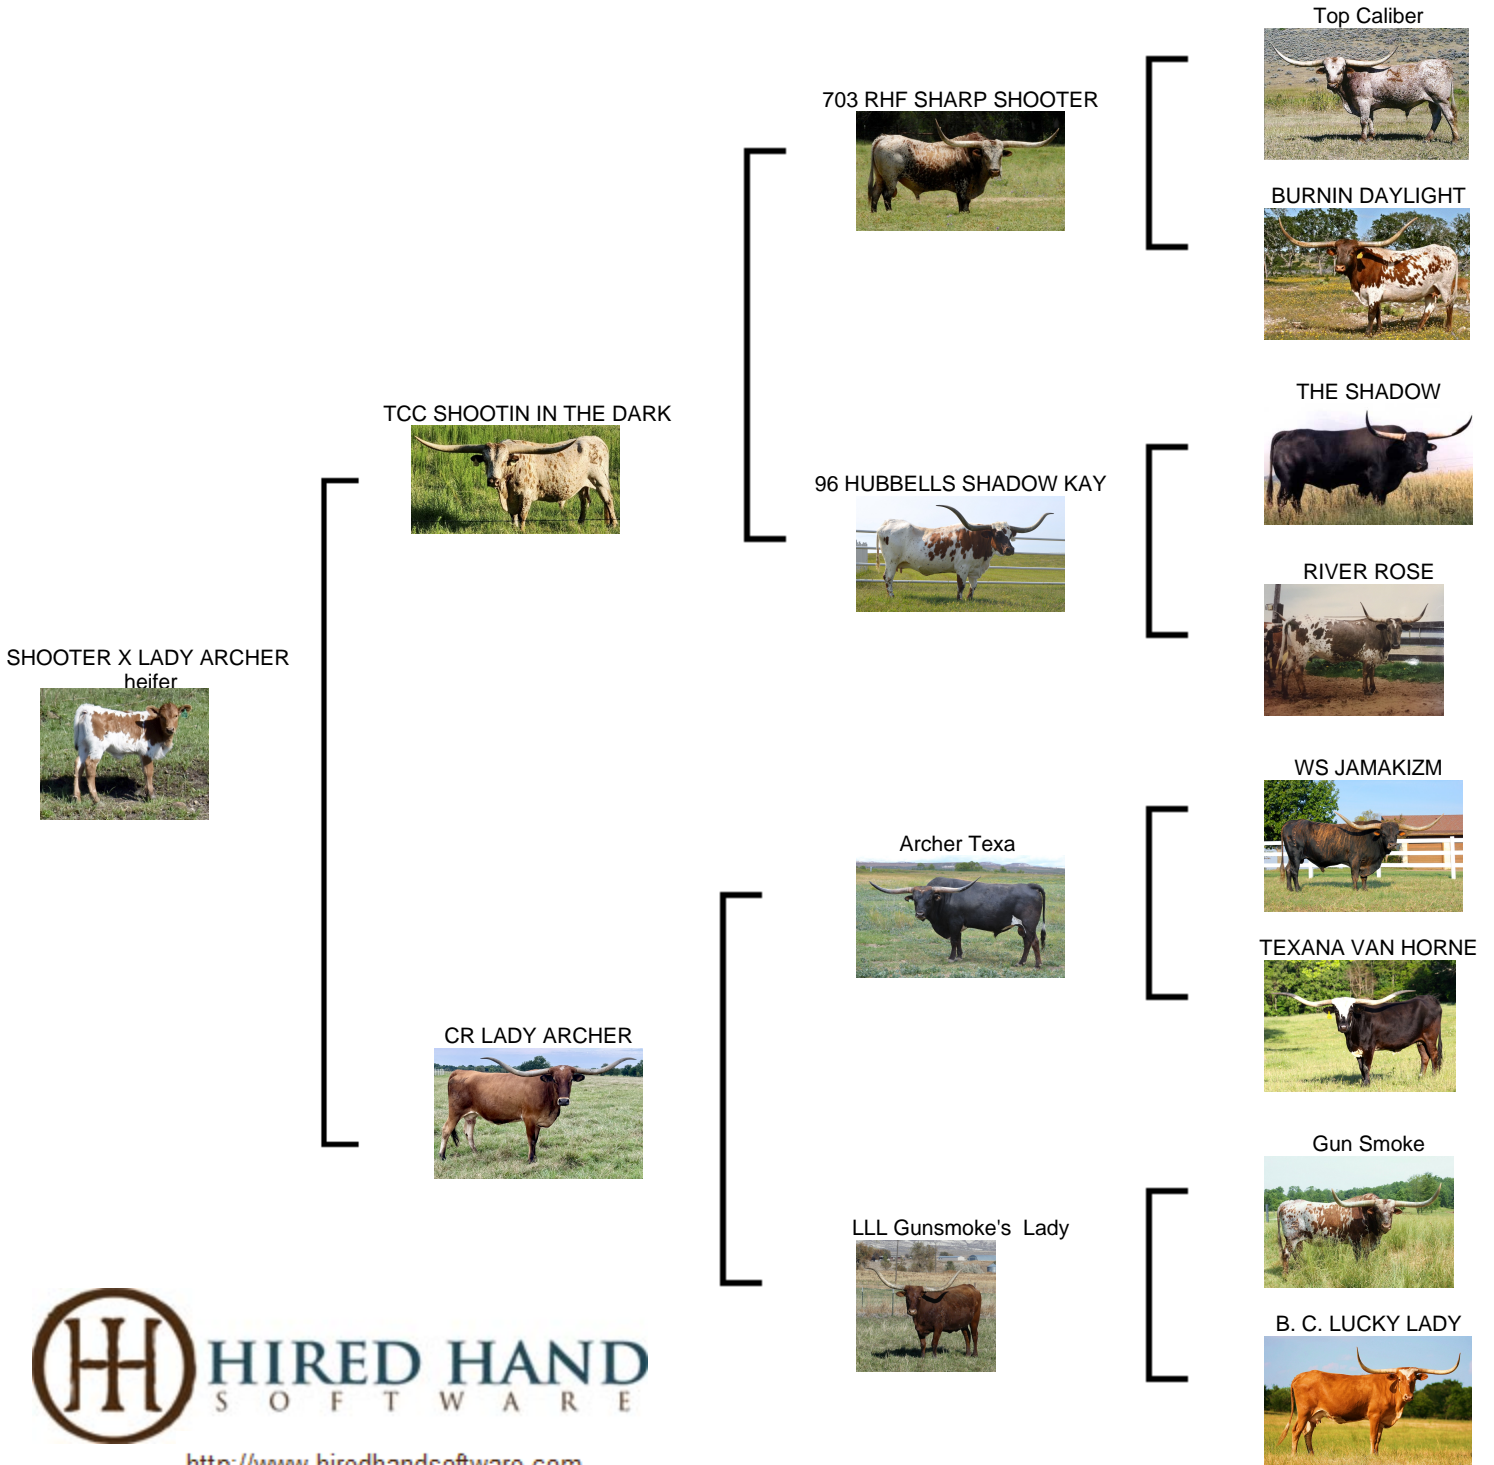 Top Caliber
703 RHF SHARP SHOOTER
BURNIN DAYLIGHT
TCC SHOOTIN IN THE DARK
THE SHADOW
96 HUBBELLS SHADOW KAY
RIVER ROSE
SHOOTER X LADY ARCHER
heifer
WS JAMAKIZM
Archer Texa
TEXANA VAN HORNE
CR LADY ARCHER
Gun Smoke
LLL Gunsmoke's  Lady
B. C. LUCKY LADY
HIRED HAND
SOFTWARE
http://www.hiredhandsoftware.com